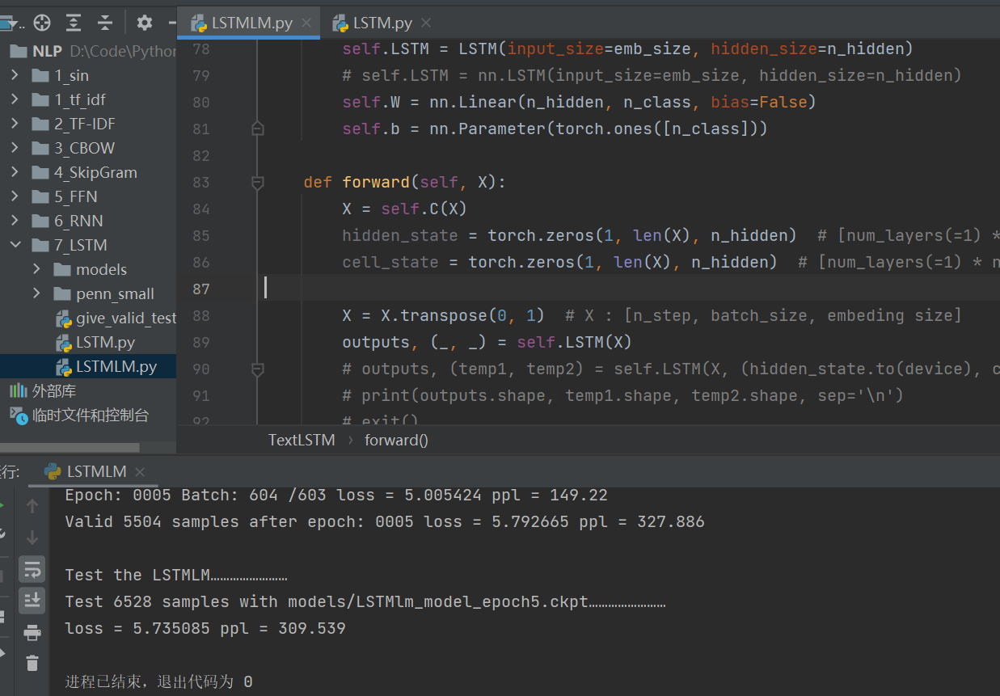 LSTMLM.py
LSTM.py
NLP D:\Code\Python
1_sin
1_tf_idf
2_TF-IDF
3_CBOW
4_SkipGram
5_FFN
6_RNN
7_LSTM
models
penn_small
give_valid_test
LSTM.py
LSTMLM.py
外部库
临时文件和控制台
78 self.LSTM = LSTM(input_size=emb_size, hidden_size=n_hidden)
79 # self.LSTM = nn.LSTM(input_size=emb_size, hidden_size=n_hidden)
80 self.W = nn.Linear(n_hidden, n_class, bias=False)
81 self.b = nn.Parameter(torch.ones([n_class]))
82
83 def forward(self, X):
84 X = self.C(X)
85 hidden_state = torch.zeros(1, len(X), n_hidden) # [num_layers(=1) *
86 cell_state = torch.zeros(1, len(X), n_hidden) # [num_layers(=1) * n
87
88 X = X.transpose(0, 1) # X : [n_step, batch_size, embeding size]
89 outputs, (_, _) = self.LSTM(X)
90 # outputs, (temp1, temp2) = self.LSTM(X, (hidden_state.to(device), c
91 # print(outputs.shape, temp1.shape, temp2.shape, sep='\n')
92 # exit()
TextLSTM › forward()
运行: LSTMLM
Epoch: 0005 Batch: 604 /603 loss = 5.005424 ppl = 149.22
Valid 5504 samples after epoch: 0005 loss = 5.792665 ppl = 327.886
Test the LSTMLM……………………
Test 6528 samples with models/LSTMlm_model_epoch5.ckpt……………………
loss = 5.735085 ppl = 309.539
进程已结束，退出代码为 0